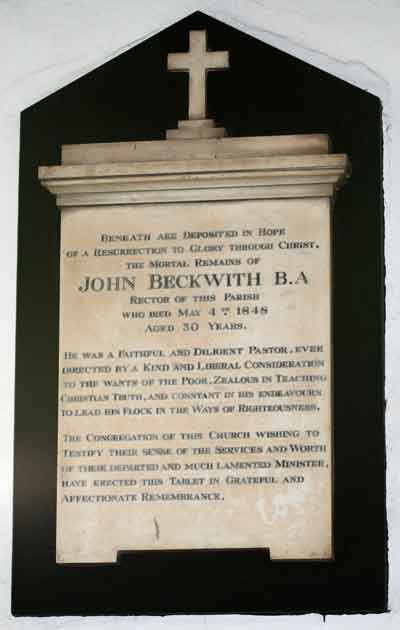 BENEATH ARE DEPOSITED IN HOPE
OF A RESURRECTION TO GLORY THROUGH CHRIST,
THE MORTAL REMAINS OF
JOHN BECKWITH B.A
RECTOR OF THIS PARISH
WHO DIED MAY 4TH 1848
AGED 30 YEARS.
HE WAS A FAITHFUL AND DILIGENT PASTOR, EVER
DIRECTED BY A KIND AND LIBERAL CONSIDERATION
TO THE WANTS OF THE POOR, ZEALOUS IN TEACHING
CHRISTIAN TRUTH, AND CONSTANT IN HIS ENDEAVOURS
TO LEAD HIS FLOCK IN THE WAYS OF RIGHTEOUSNESS.
THE CONGREGATION OF THIS CHURCH WISHING TO
TESTIFY THEIR SENSE OF THE SERVICES AND WORTH
OF THEIR DEPARTED AND MUCH LAMENTED MINISTER,
HAVE ERECTED THIS TABLET IN GRATEFUL AND
AFFECTIONATE REMEMBRANCE.